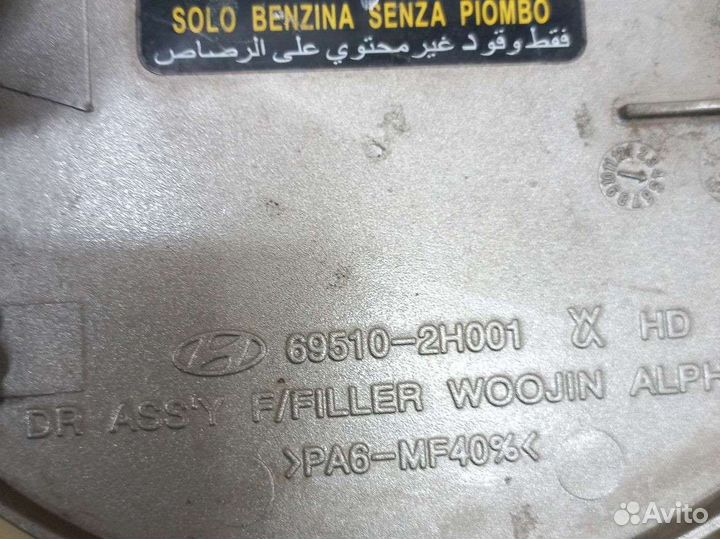 SOLO BENZINA SENZA PIOMBO
فقط وقود غير محتوي على الرصاص
69510-2H001 HD
DR ASS'Y F/FILLER WOOJIN ALPH
>PA6-MF40%<
Avito